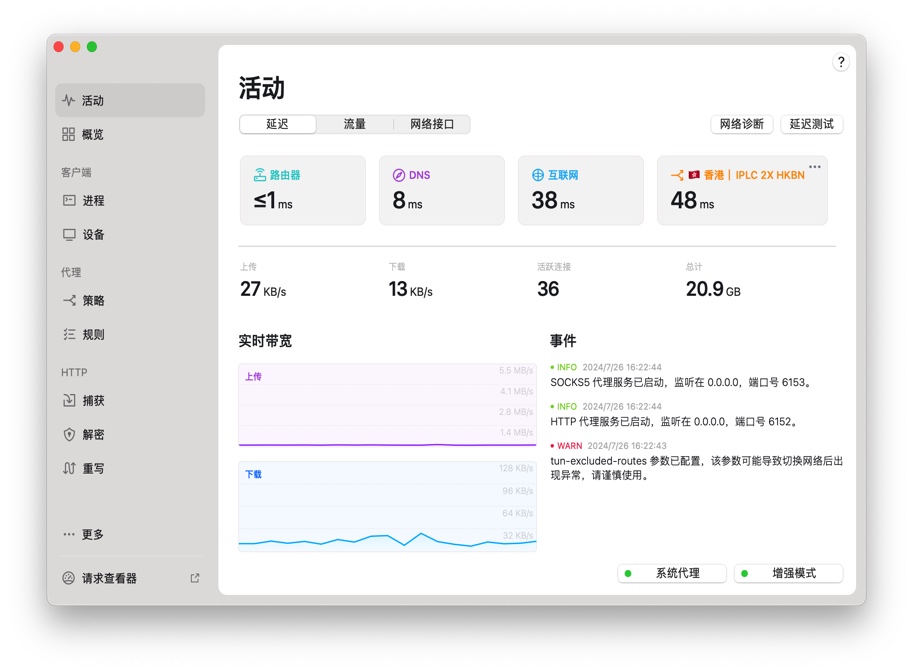 活动
概览
客户端
进程
设备
代理
策略
规则
HTTP
捕获
解密
重写
更多
请求查看器
?
活动
延迟
流量
网络接口
网络诊断
延迟测试
路由器
≤1 ms
DNS
8 ms
互联网
38 ms
香港 | IPLC 2X HKBN
48 ms
上传
27 KB/s
下载
13 KB/s
活跃连接
36
总计
20.9 GB
实时带宽
上传
5.5 MB/s
4.1 MB/s
2.8 MB/s
1.4 MB/s
下载
128 KB/s
96 KB/s
64 KB/s
32 KB/s
事件
INFO 2024/7/26 16:22:44
SOCKS5 代理服务已启动，监听在 0.0.0.0，端口号 6153。
INFO 2024/7/26 16:22:44
HTTP 代理服务已启动，监听在 0.0.0.0，端口号 6152。
WARN 2024/7/26 16:22:43
tun-excluded-routes 参数已配置，该参数可能导致切换网络后出
现异常，请谨慎使用。
系统代理
增强模式